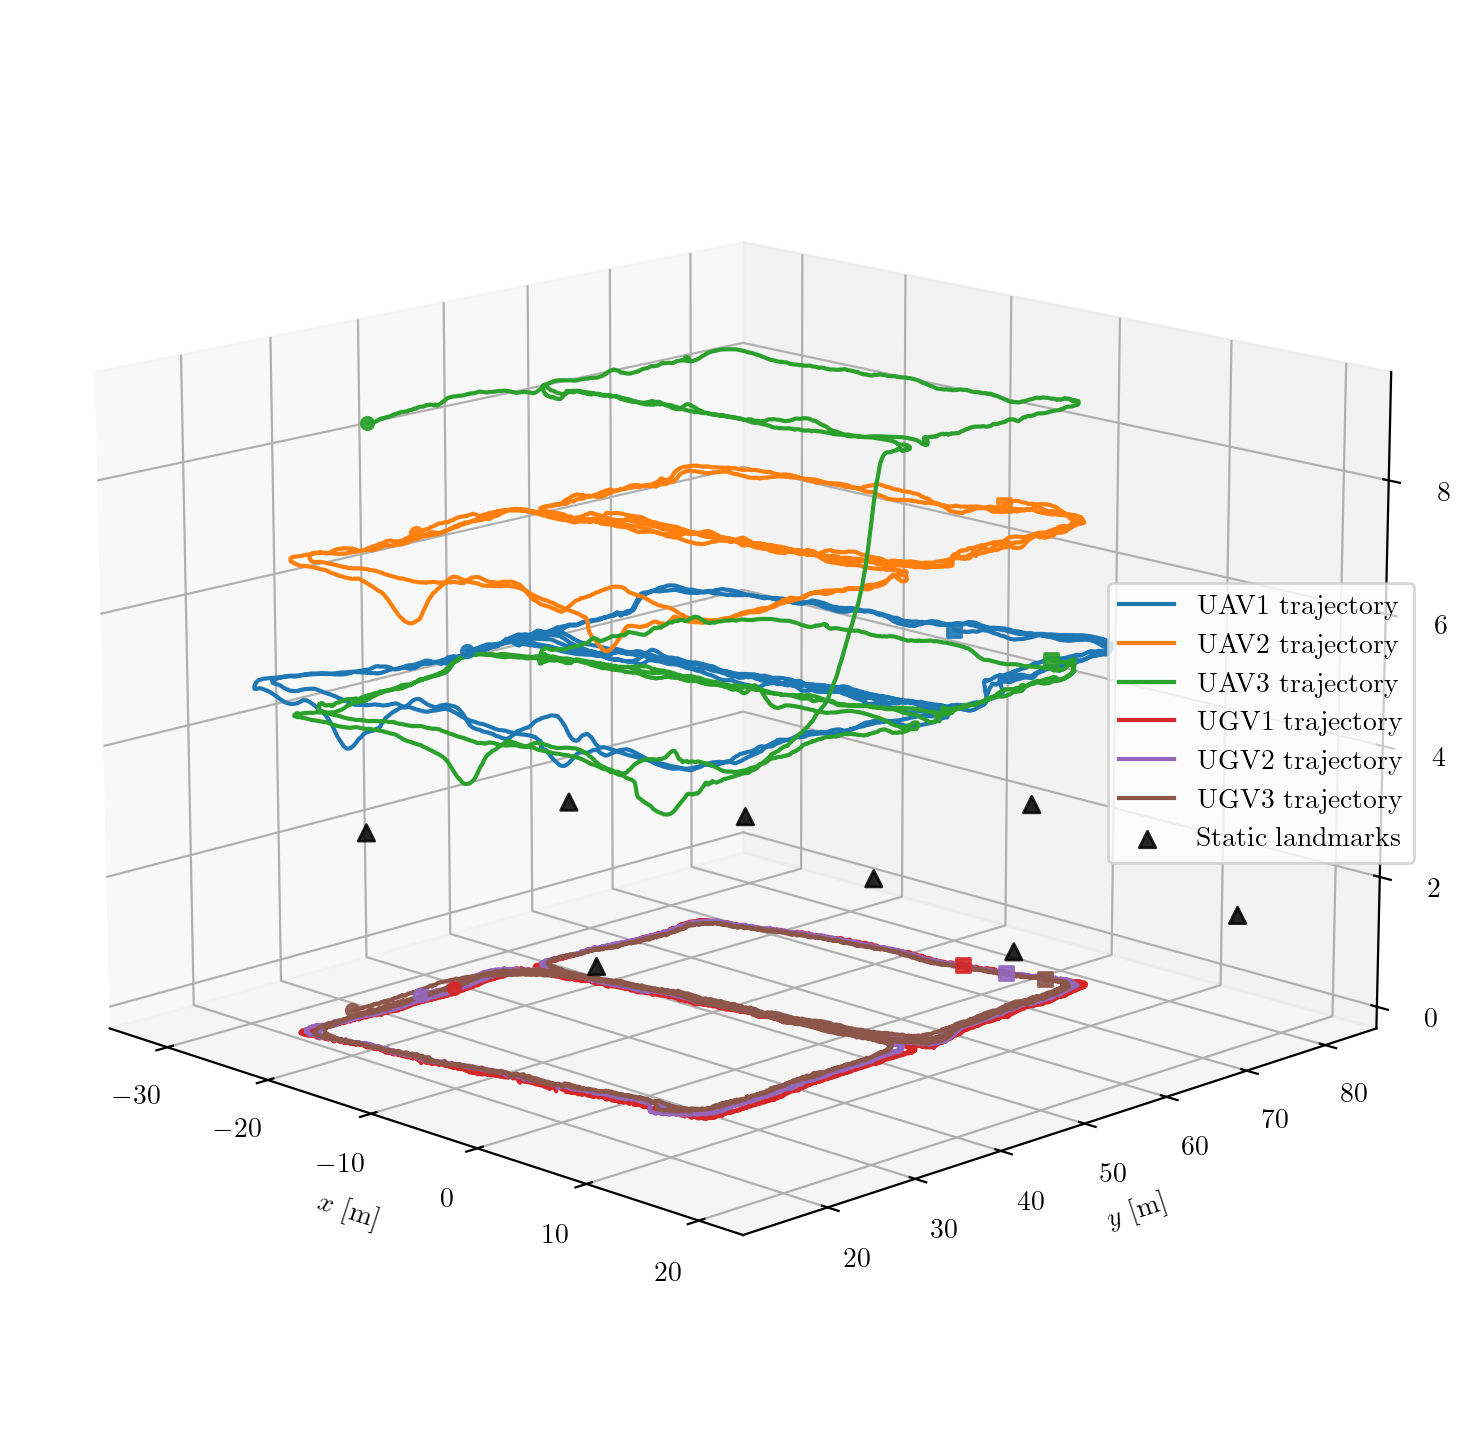 8
UAV1 trajectory
6
UAV2 trajectory
UAV3 trajectory
UGV1 trajectory
UGV2 trajectory
4
UGV3 trajectory
Static landmarks
2
0
−30
−20
−10
0
10
20
x [m]
20
30
40
50
60
70
80
y [m]